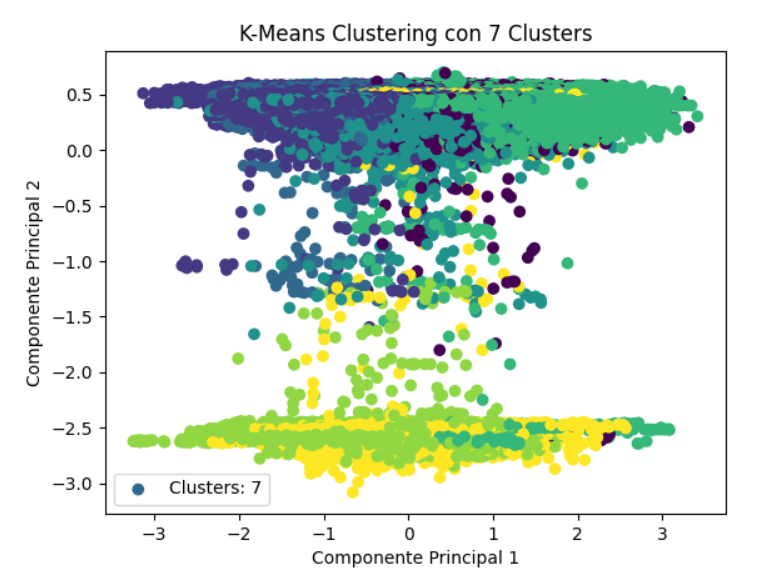 K-Means Clustering con 7 Clusters
Componente Principal 2
0.5
0.0
−0.5
−1.0
−1.5
−2.0
−2.5
−3.0
Clusters: 7
−3 −2 −1 0 1 2 3
Componente Principal 1